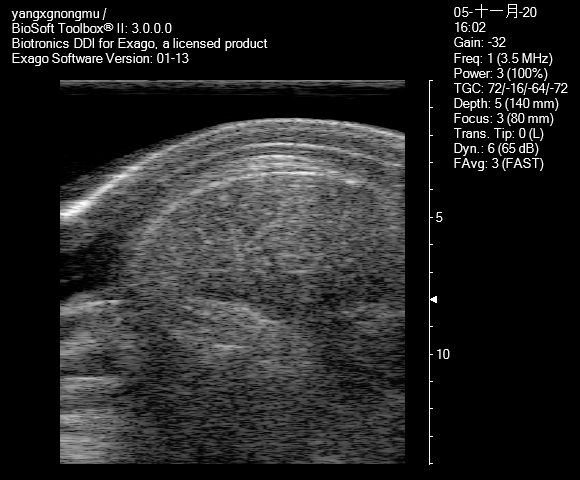 yangxgnongmu /
BioSoft Toolbox® II: 3.0.0.0
Biotronics DDI for Exago, a licensed product
Exago Software Version: 01-13
05-十一月-20
16:02
Gain: -32
Freq: 1 (3.5 MHz)
Power: 3 (100%)
TGC: 72/-16/-64/-72
Depth: 5 (140 mm)
Focus: 3 (80 mm)
Trans. Tip: 0 (L)
Dyn.: 6 (65 dB)
FAvg: 3 (FAST)
5
10